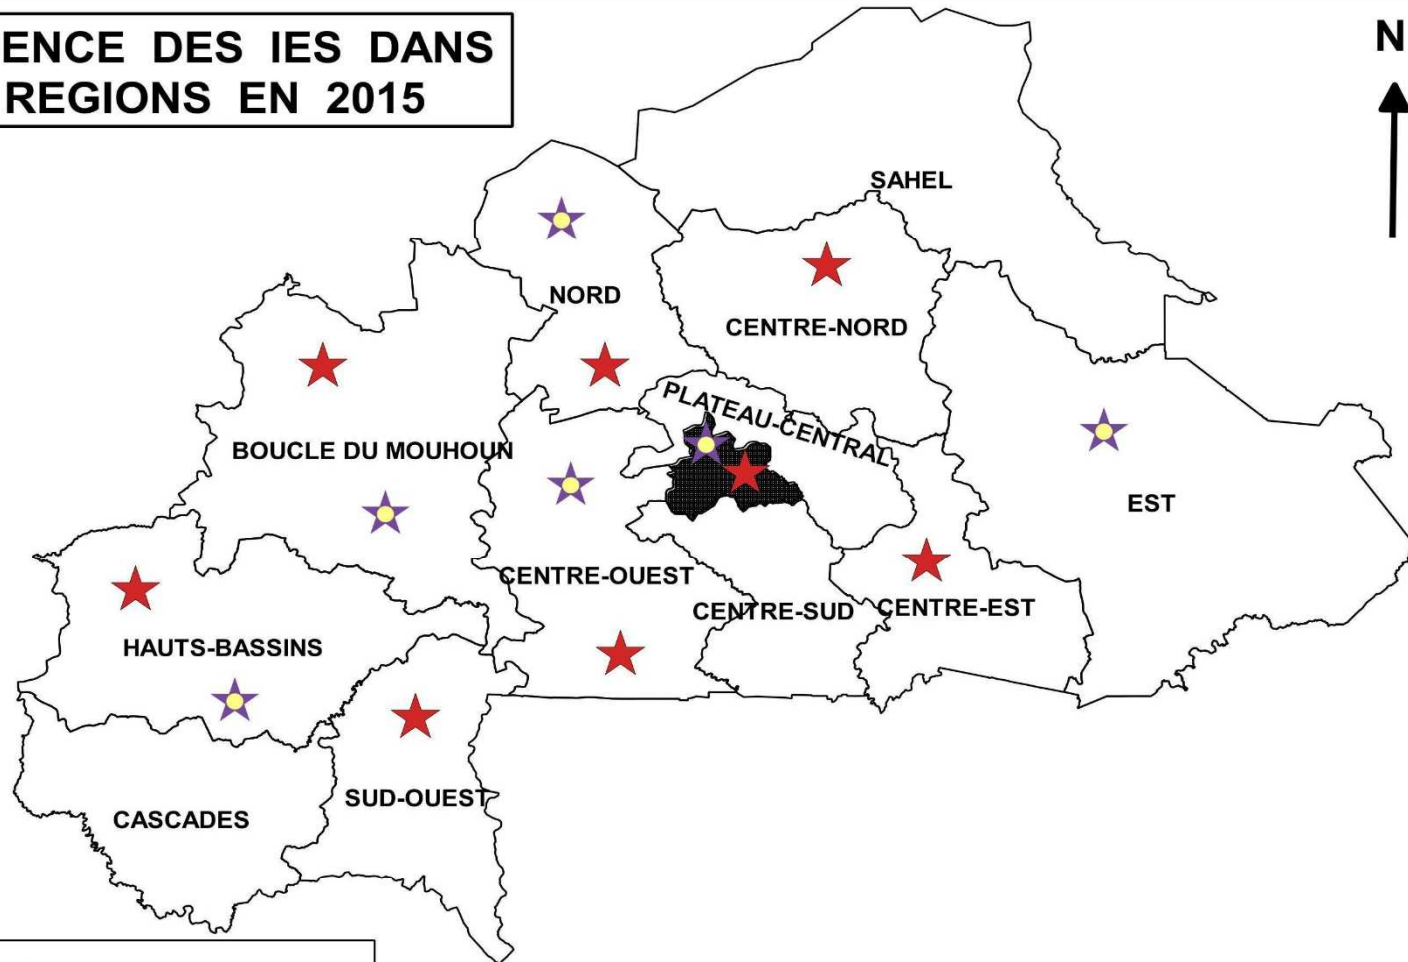 ENCE DES IES DANS
REGIONS EN 2015
N
SAHEL
NORD
CENTRE-NORD
PLATEAU-CENTRAL
BOUCLE DU MOUHOUN
EST
CENTRE-OUEST
CENTRE-SUD
CENTRE-EST
HAUTS-BASSINS
SUD-OUEST
CASCADES